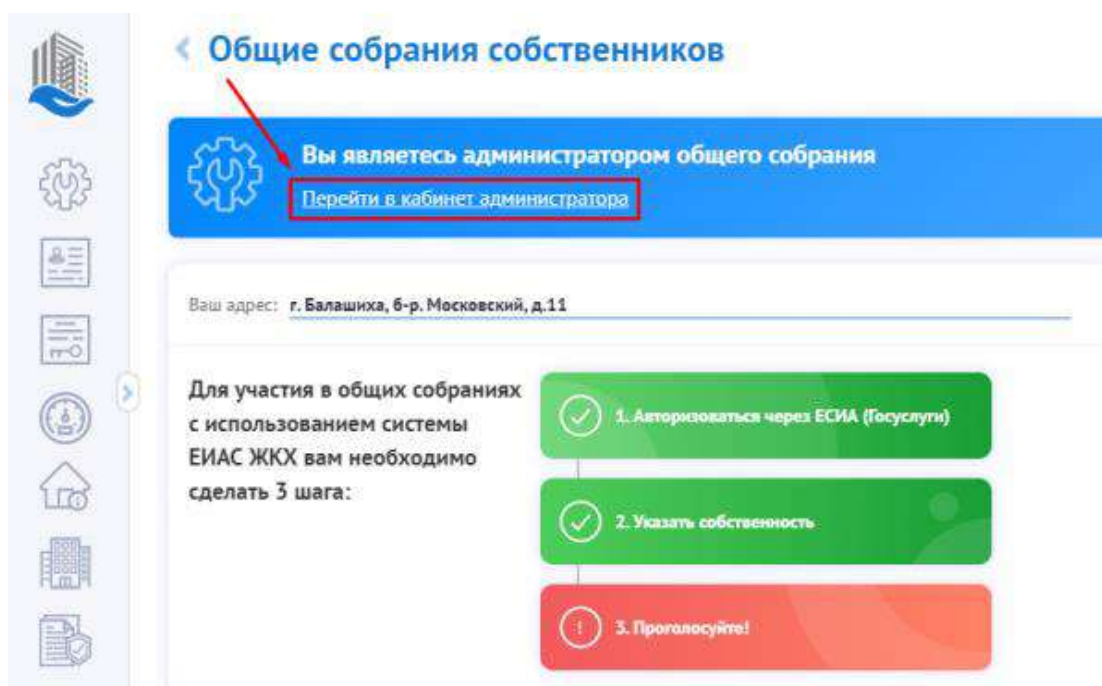 Общие собрания собственников
Вы являетесь администратором общего собрания
Перейти в кабинет администратора
Ваш адрес: г. Балашиха, б-р. Московский, д.11
Для участия в общих собраниях
с использованием системы
ЕИАС ЖКХ вам необходимо
сделать 3 шага:
1. Авторизоваться через ЕСИА (Госуслуги)
2. Указать собственность
3. Проголосуйте!